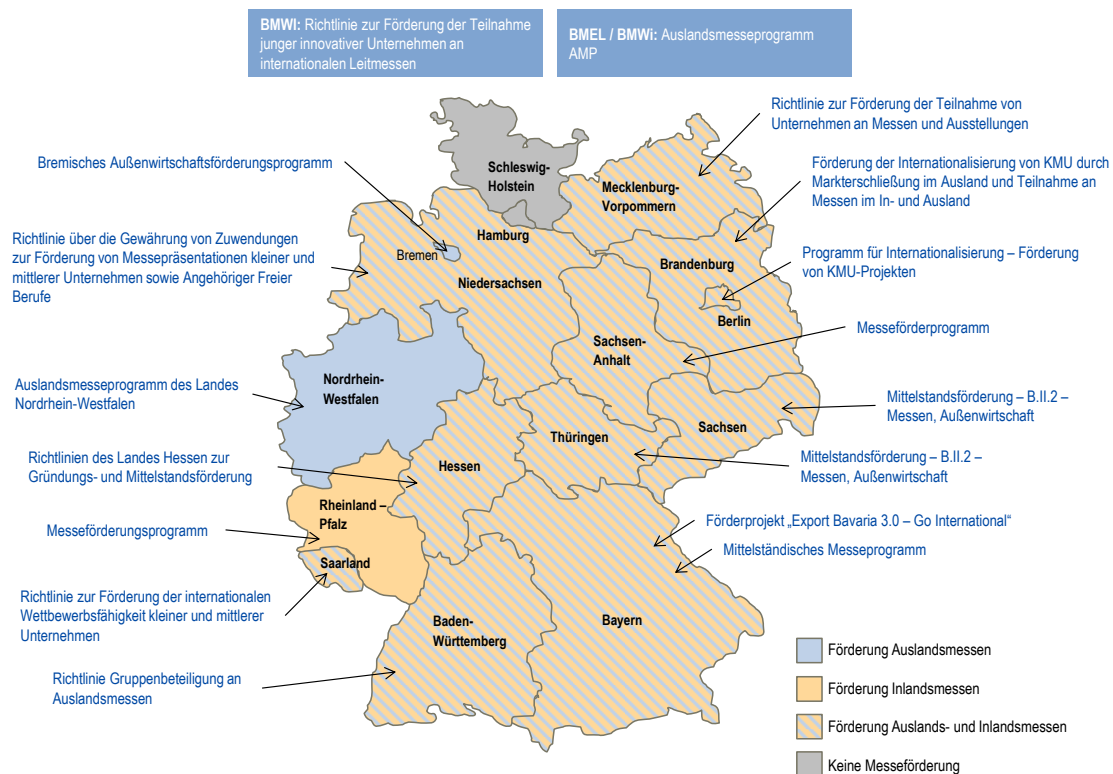 BMWI: Richtlinie zur Förderung der Teilnahme
junger innovativer Unternehmen an
internationalen Leitmessen
BMEL / BMWi: Auslandsmesseprogramm
AMP
Richtlinie zur Förderung der Teilnahme von
Unternehmen an Messen und Ausstellungen
Bremisches Außenwirtschaftsförderungsprogramm
Schleswig-
Holstein
Mecklenburg-
Vorpommern
Förderung der Internationalisierung von KMU durch
Markterschließung im Ausland und Teilnahme an
Messen im In- und Ausland
Richtlinie über die Gewährung von Zuwendungen
zur Förderung von Messepräsentationen kleiner und
mittlerer Unternehmen sowie Angehöriger Freier
Berufe
Hamburg
Bremen
Niedersachsen
Brandenburg
Programm für Internationalisierung – Förderung
von KMU-Projekten
Berlin
Sachsen-
Anhalt
Messeförderprogramm
Auslandsmesseprogramm des Landes
Nordrhein-Westfalen
Nordrhein-
Westfalen
Mittelstandsförderung – B.II.2 –
Messen, Außenwirtschaft
Sachsen
Thüringen
Hessen
Richtlinien des Landes Hessen zur
Gründungs- und Mittelstandsförderung
Mittelstandsförderung – B.II.2 –
Messen, Außenwirtschaft
Rheinland –
Pfalz
Messeförderungsprogramm
Förderprojekt „Export Bavaria 3.0 – Go International“
Mittelständisches Messeprogramm
Saarland
Richtlinie zur Förderung der internationalen
Wettbewerbsfähigkeit kleiner und mittlerer
Unternehmen
Baden-
Württemberg
Bayern
Richtlinie Gruppenbeteiligung an
Auslandsmessen
Förderung Auslandsmessen
Förderung Inlandsmessen
Förderung Auslands- und Inlandsmessen
Keine Messeförderung